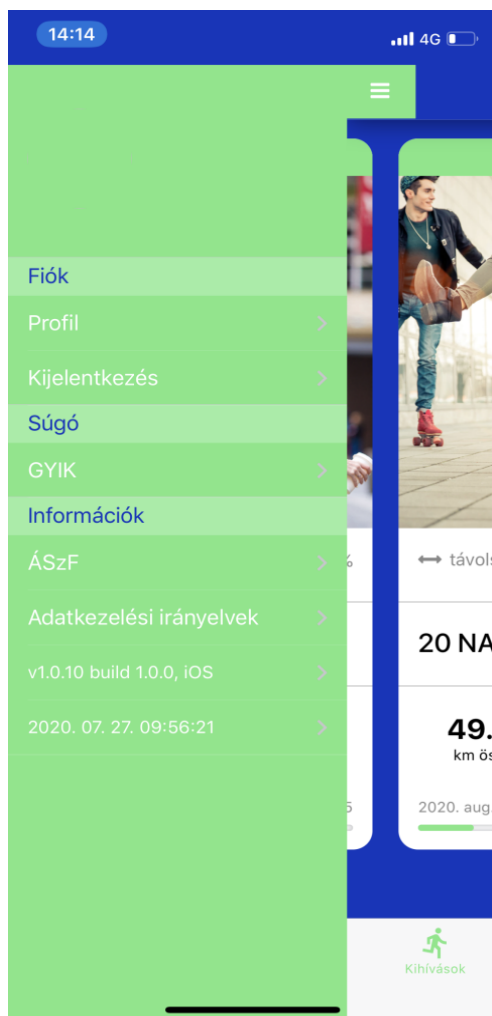 14:14
4G
Fiók
Profil
Kijelentkezés
Súgó
GYIK
Információk
ÁSzF
%
Adatkezelési irányelvek
20 NA
v1.0.10 build 1.0.0, iOS
2020. 07. 27. 09:56:21
49.
km ös
5
2020. aug.
Kihívások